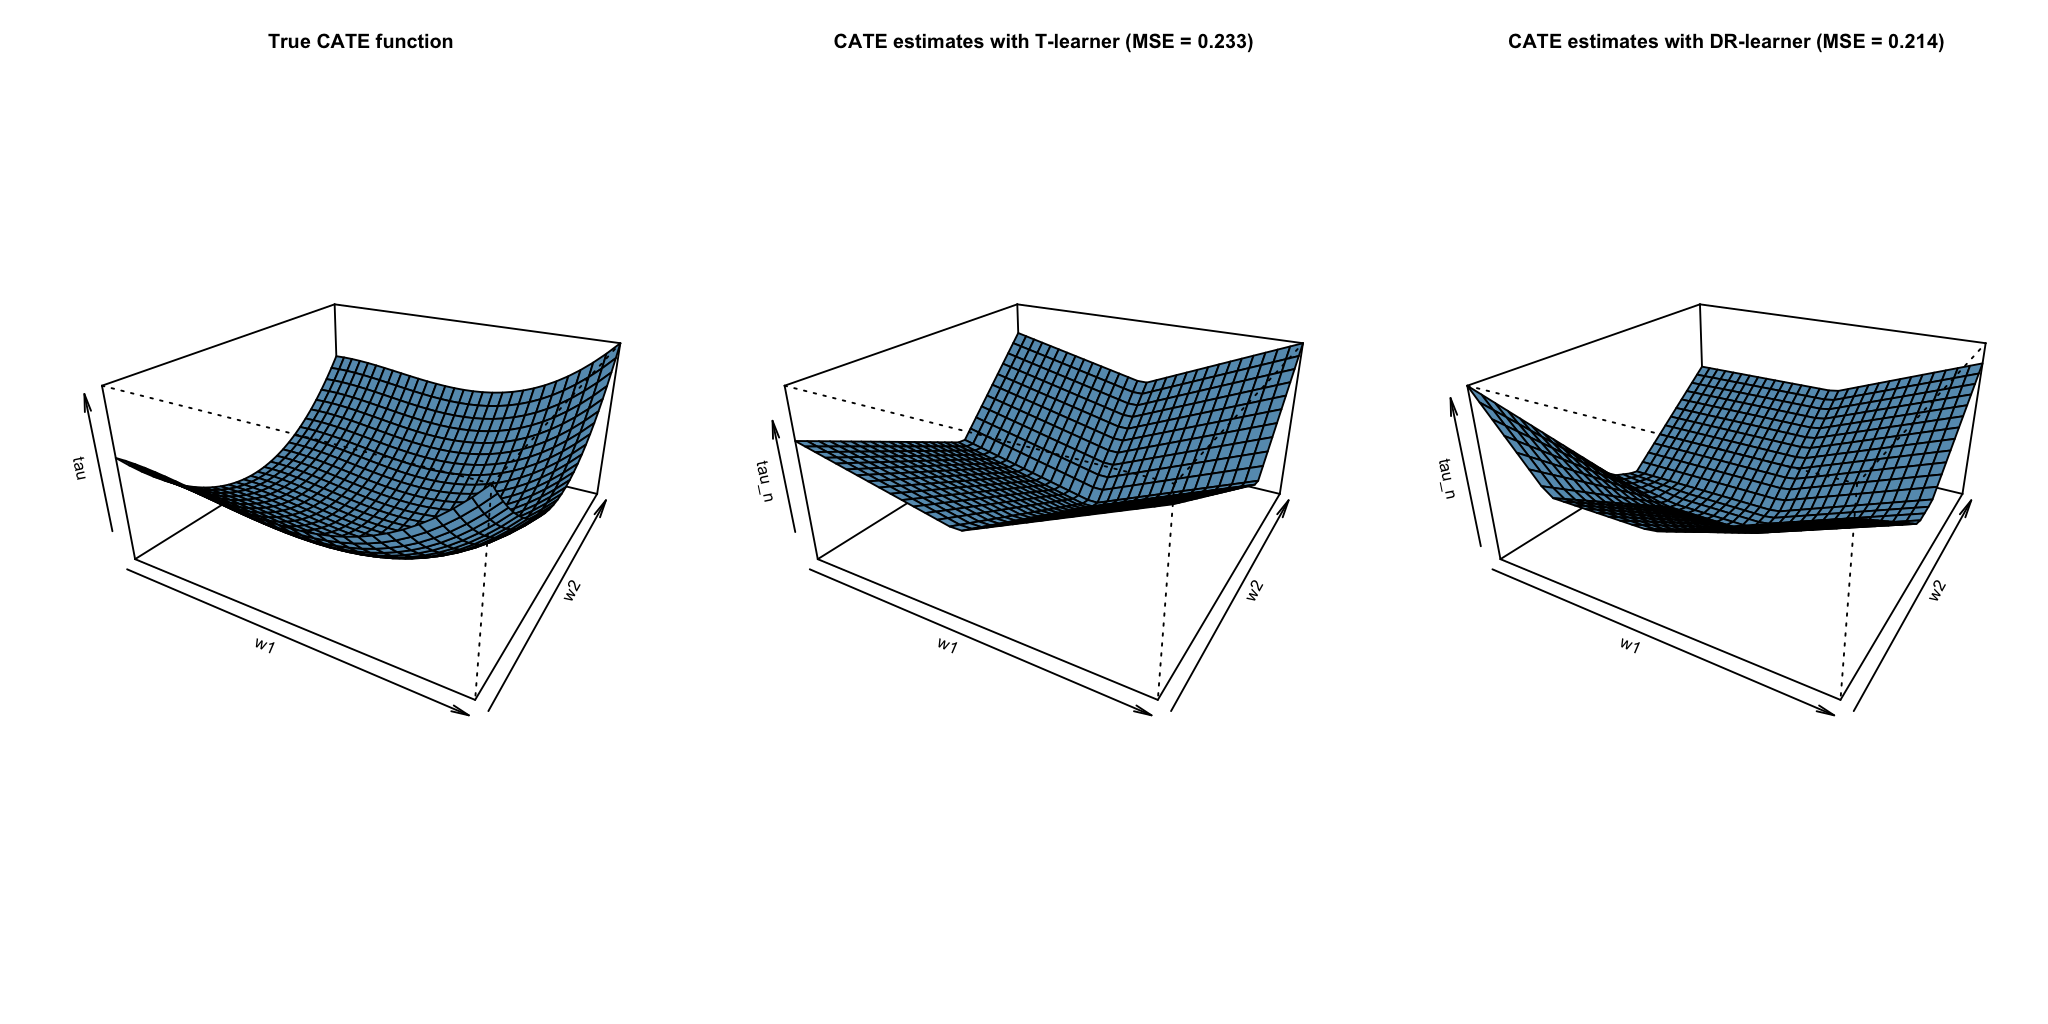 True CATE function
tau
w1
w2
CATE estimates with T-learner (MSE = 0.233)
tau_n
w1
w2
CATE estimates with DR-learner (MSE = 0.214)
tau_n
w1
w2